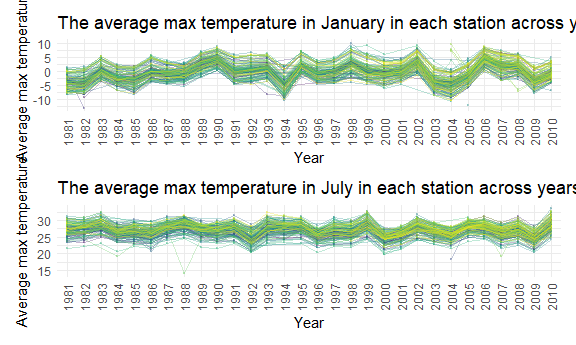 The average max temperature in January in each station across y
Average max temperatur
10
5
0
-5
-10
1981 1982 1983 1984 1985 1986 1987 1988 1989 1990 1991 1992 1993 1994 1995 1996 1997 1998 1999 2000 2001 2002 2003 2004 2005 2006 2007 2008 2009 2010
Year
The average max temperature in July in each station across years
Average max temperature
30
25
20
15
1981 1982 1983 1984 1985 1986 1987 1988 1989 1990 1991 1992 1993 1994 1995 1996 1997 1998 1999 2000 2001 2002 2003 2004 2005 2006 2007 2008 2009 2010
Year